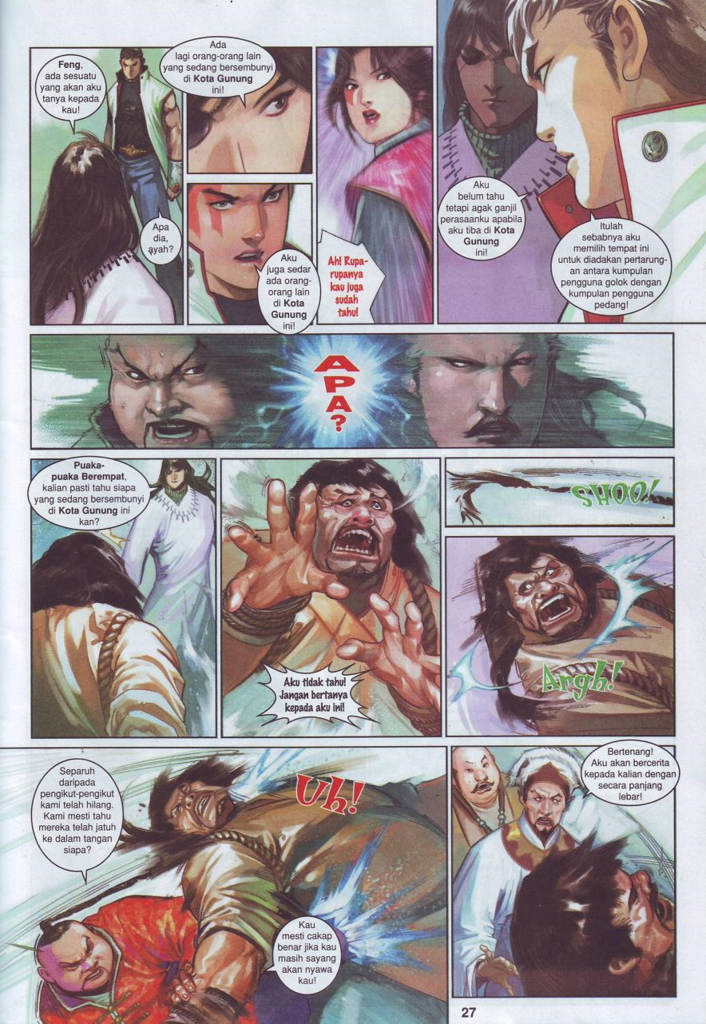 Feng,
ada sesuatu
yang akan aku
tanya kepada
kau!
Apa
dia,
ayah?
Ada
lagi orang-orang lain
yang sedang bersembunyi
di Kota Gunung
ini!
Aku
juga sedar
ada orang-
orang lain
di Kota
Gunung
ini!
Ah! Rupa-
rupanya
kau juga
sudah
tahu!
Aku
belum tahu
tetapi agak ganjil
perasaanku apabila
aku tiba di Kota
Gunung
ini!
Itulah
sebabnya aku
memilih tempat ini
untuk diadakan pertarung-
an antara kumpulan
pengguna golok dengan
kumpulan pengguna
pedang!
APA?
Puaka-
puaka Berempat,
kalian pasti tahu siapa
yang sedang bersembunyi
di Kota Gunung ini
kan?
Aku tidak tahu!
Jangan bertanya
kepada aku ini!
SHOO!
Argh!
Separuh
daripada
pengikut-pengikut
kami telah hilang.
Kami mesti tahu
mereka telah jatuh
ke dalam tangan
siapa?
Uh!
Kau
mesti cakap
benar jika kau
masih sayang
akan nyawa
kau!
Bertenang!
Aku akan bercerita
kepada kalian dengan
secara panjang
lebar!
27